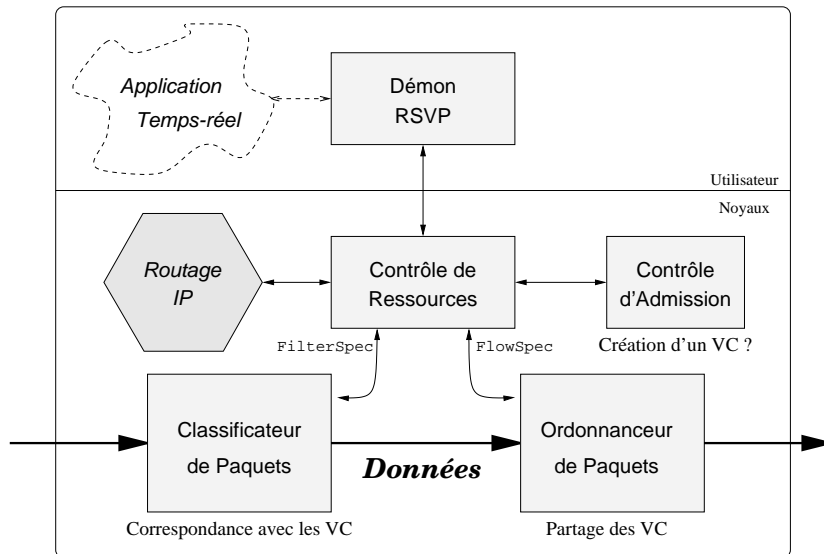 Application
Temps-réel
Démon
RSVP
Utilisateur
Noyaux
Routage
IP
Contrôle de
Ressources
Contrôle
d'Admission
Création d'un VC ?
FilterSpec
FlowSpec
Classificateur
de Paquets
Données
Ordonnanceur
de Paquets
Correspondance avec les VC
Partage des VC